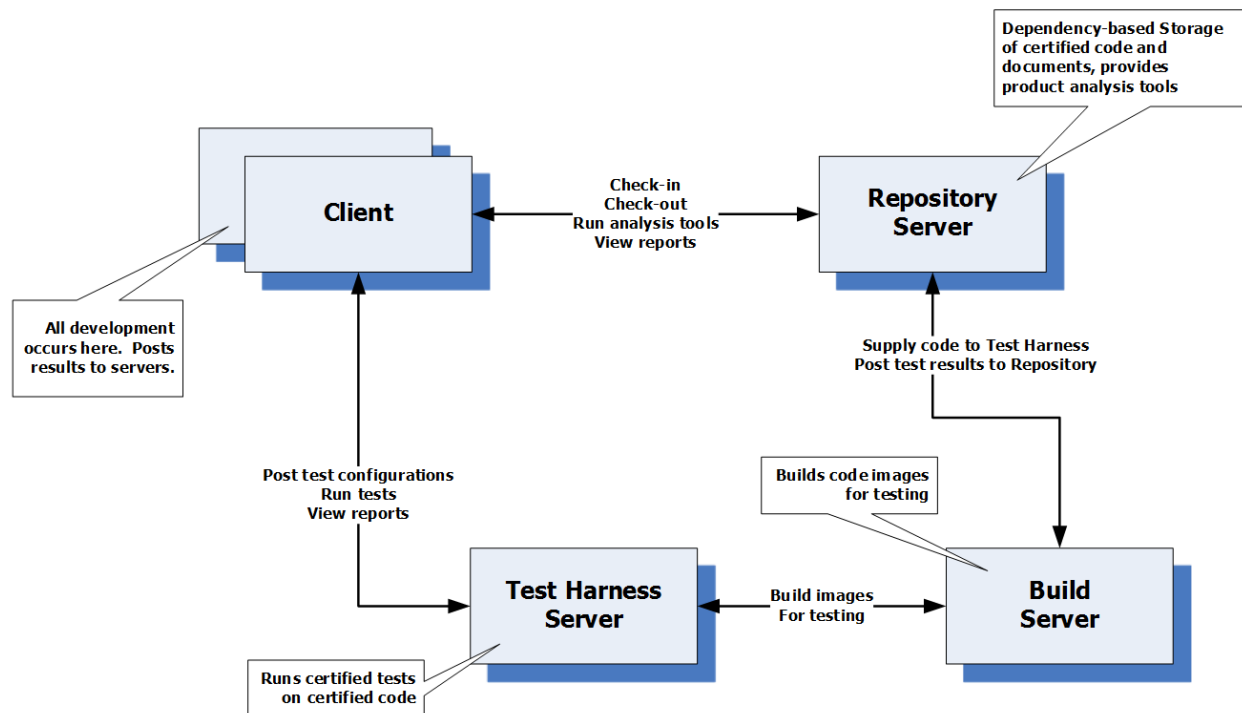 Dependency-based Storage
of certified code and
documents, provides
product analysis tools
Client
Check-in
Check-out
Run analysis tools
View reports
Repository
Server
All development
occurs here.  Posts
results to servers.
Supply code to Test Harness
Post test results to Repository
Post test configurations
Run tests
View reports
Builds code images
for testing
Test Harness
Server
Build images
For testing
Build
Server
Runs certified tests
on certified code